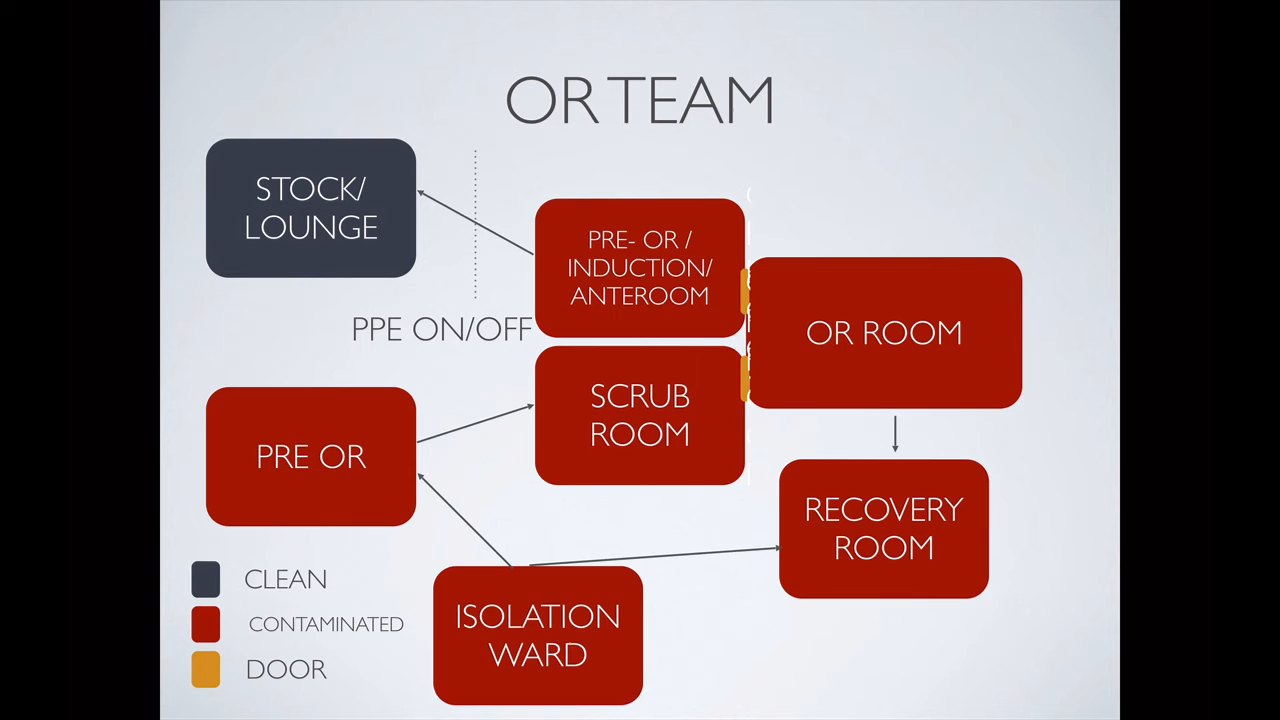 OR TEAM
STOCK/
LOUNGE
PRE- OR /
INDUCTION/
ANTEROOM
OR ROOM
PPE ON/OFF
SCRUB
ROOM
PRE OR
RECOVERY
ROOM
ISOLATION
WARD
CLEAN
CONTAMINATED
DOOR